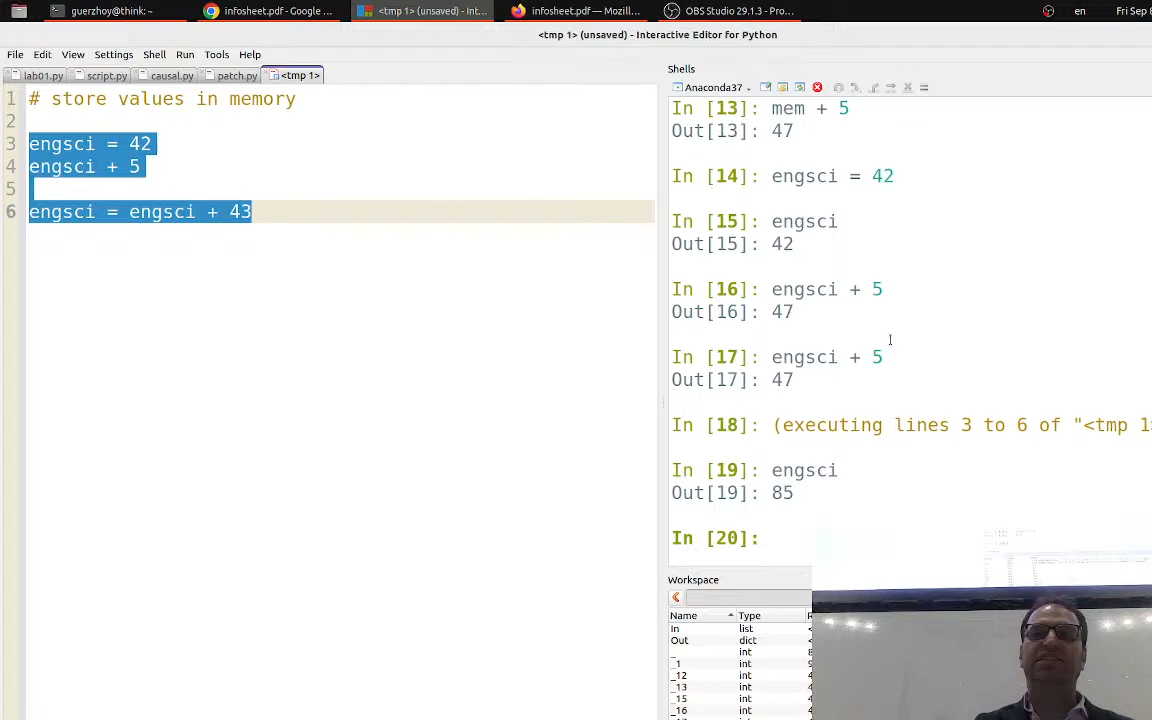 guerzhoy@think: ~
infosheet.pdf - Google ...
<tmp 1> (unsaved) - Int...
infosheet.pdf — Mozill...
OBS Studio 29.1.3 - Pro...
en
Fri Sep 8
<tmp 1> (unsaved) - Interactive Editor for Python
File Edit View Settings Shell Run Tools Help
lab01.py script.py causal.py patch.py <tmp 1>
1 # store values in memory
2
3 engsci = 42
4 engsci + 5
5
6 engsci = engsci + 43
Shells
Anaconda37
In [13]: mem + 5
Out[13]: 47
In [14]: engsci = 42
In [15]: engsci
Out[15]: 42
In [16]: engsci + 5
Out[16]: 47
In [17]: engsci + 5
Out[17]: 47
In [18]: (executing lines 3 to 6 of "<tmp 1>
In [19]: engsci
Out[19]: 85
In [20]:
Workspace
Name Type
In list
Out dict
_ int
_1 int
_12 int
_13 int
_15 int
_16 int